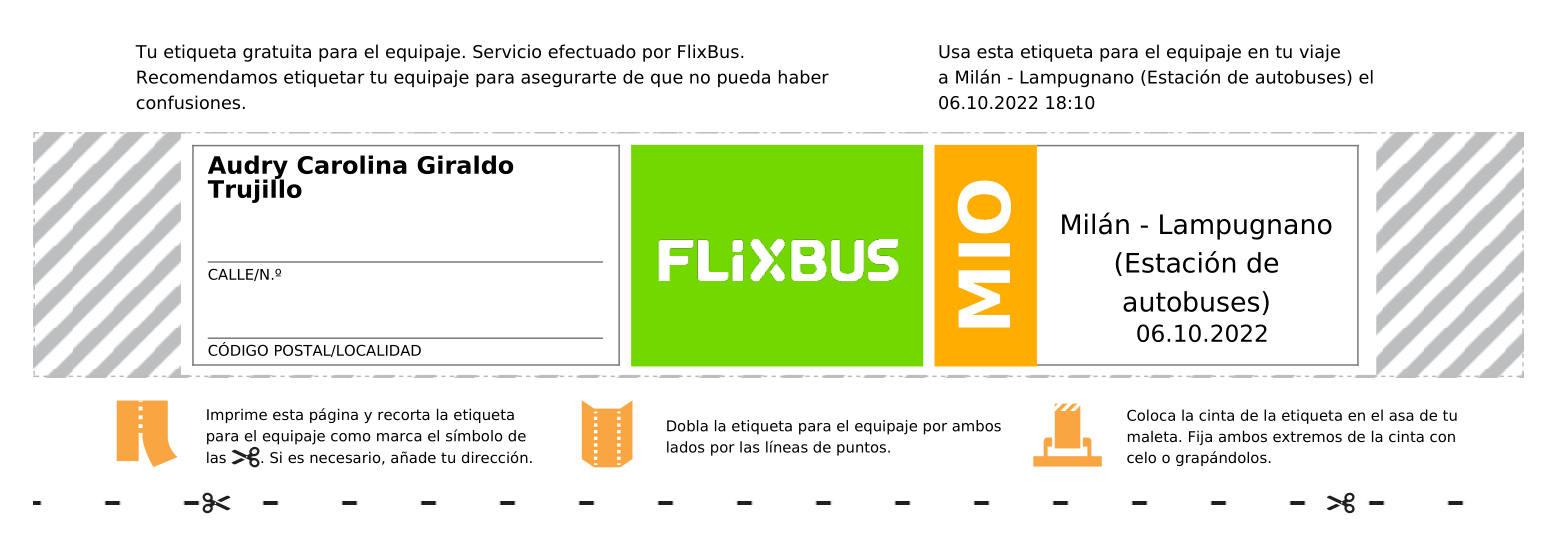 Tu etiqueta gratuita para el equipaje. Servicio efectuado por FlixBus.
Recomendamos etiquetar tu equipaje para asegurarte de que no pueda haber
confusiones.
Usa esta etiqueta para el equipaje en tu viaje
a Milán - Lampugnano (Estación de autobuses) el
06.10.2022 18:10
Audry Carolina Giraldo
Trujillo
CALLE/N.º
CÓDIGO POSTAL/LOCALIDAD
FLiXBUS
MIO
Milán - Lampugnano
(Estación de
autobuses)
06.10.2022
Imprime esta página y recorta la etiqueta
para el equipaje como marca el símbolo de
las ✂. Si es necesario, añade tu dirección.
Dobla la etiqueta para el equipaje por ambos
lados por las líneas de puntos.
Coloca la cinta de la etiqueta en el asa de tu
maleta. Fija ambos extremos de la cinta con
celo o grapándolos.